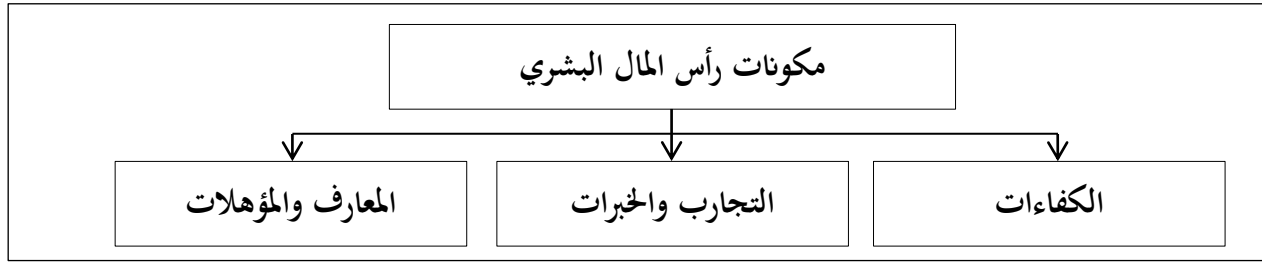 مكونات رأس المال البشري
الكفاءات
التجارب والخبرات
المعارف والمؤهلات